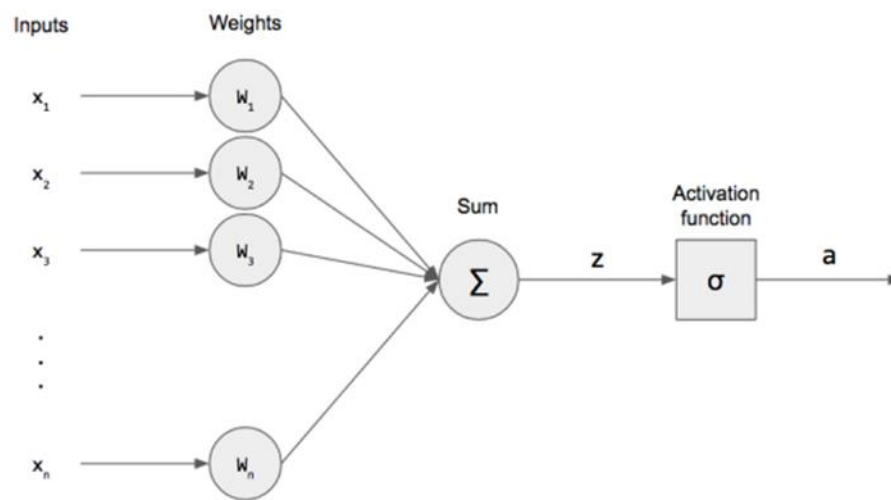 Inputs
Weights
x₁
W₁
x₂
W₂
x₃
W₃
Sum
Activation
function
Σ
z
σ
a
.
.
.
xₙ
Wₙ